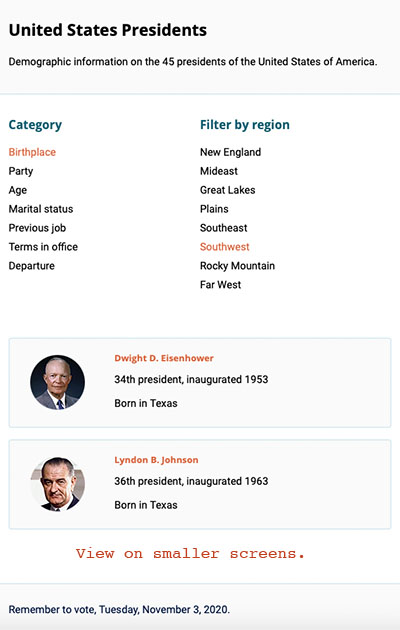 United States Presidents
Demographic information on the 45 presidents of the United States of America.
Category
Birthplace
Party
Age
Marital status
Previous job
Terms in office
Departure
Filter by region
New England
Mideast
Great Lakes
Plains
Southeast
Southwest
Rocky Mountain
Far West
Dwight D. Eisenhower
34th president, inaugurated 1953
Born in Texas
Lyndon B. Johnson
36th president, inaugurated 1963
Born in Texas
View on smaller screens.
Remember to vote, Tuesday, November 3, 2020.